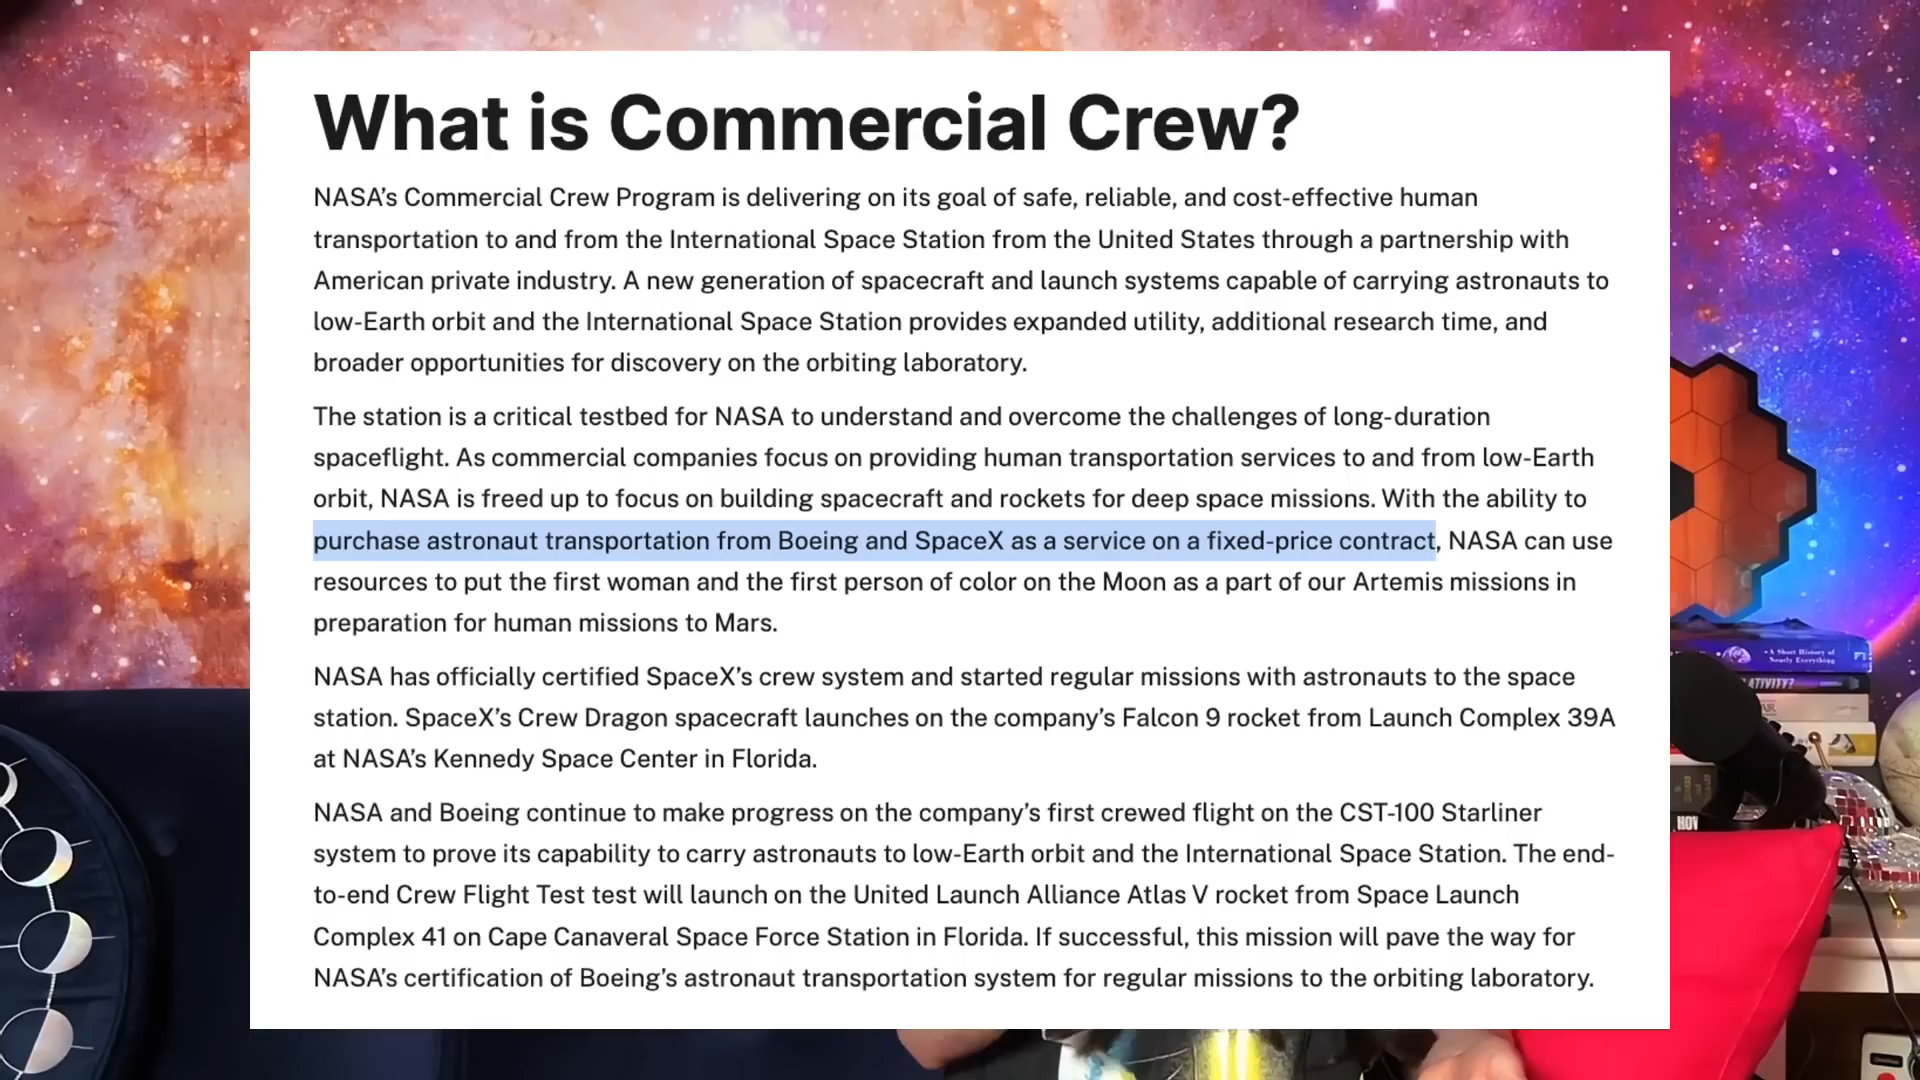 What is Commercial Crew?
NASA’s Commercial Crew Program is delivering on its goal of safe, reliable, and cost-effective human
transportation to and from the International Space Station from the United States through a partnership with
American private industry. A new generation of spacecraft and launch systems capable of carrying astronauts to
low-Earth orbit and the International Space Station provides expanded utility, additional research time, and
broader opportunities for discovery on the orbiting laboratory.
The station is a critical testbed for NASA to understand and overcome the challenges of long-duration
spaceflight. As commercial companies focus on providing human transportation services to and from low-Earth
orbit, NASA is freed up to focus on building spacecraft and rockets for deep space missions. With the ability to
purchase astronaut transportation from Boeing and SpaceX as a service on a fixed-price contract, NASA can use
resources to put the first woman and the first person of color on the Moon as a part of our Artemis missions in
preparation for human missions to Mars.
NASA has officially certified SpaceX’s crew system and started regular missions with astronauts to the space
station. SpaceX’s Crew Dragon spacecraft launches on the company’s Falcon 9 rocket from Launch Complex 39A
at NASA’s Kennedy Space Center in Florida.
NASA and Boeing continue to make progress on the company’s first crewed flight on the CST-100 Starliner
system to prove its capability to carry astronauts to low-Earth orbit and the International Space Station. The end-
to-end Crew Flight Test test will launch on the United Launch Alliance Atlas V rocket from Space Launch
Complex 41 on Cape Canaveral Space Force Station in Florida. If successful, this mission will pave the way for
NASA’s certification of Boeing’s astronaut transportation system for regular missions to the orbiting laboratory.
A Short History of
Nearly Everything
ATIVITY?
HOW